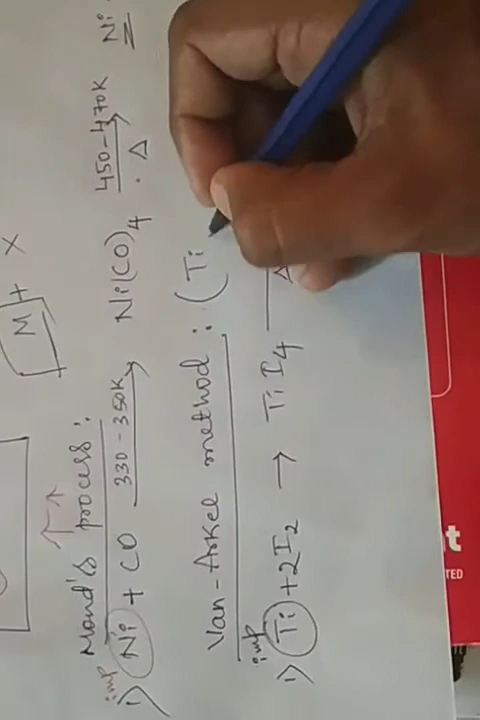 M + X
Mond's process :
imp
1) Ni + CO 330-350K → Ni(CO)4 450-470K → Δ Ni
Van-Arkel method : (Ti
imp
1) Ti + 2I2 → TiI4 Δ
TED